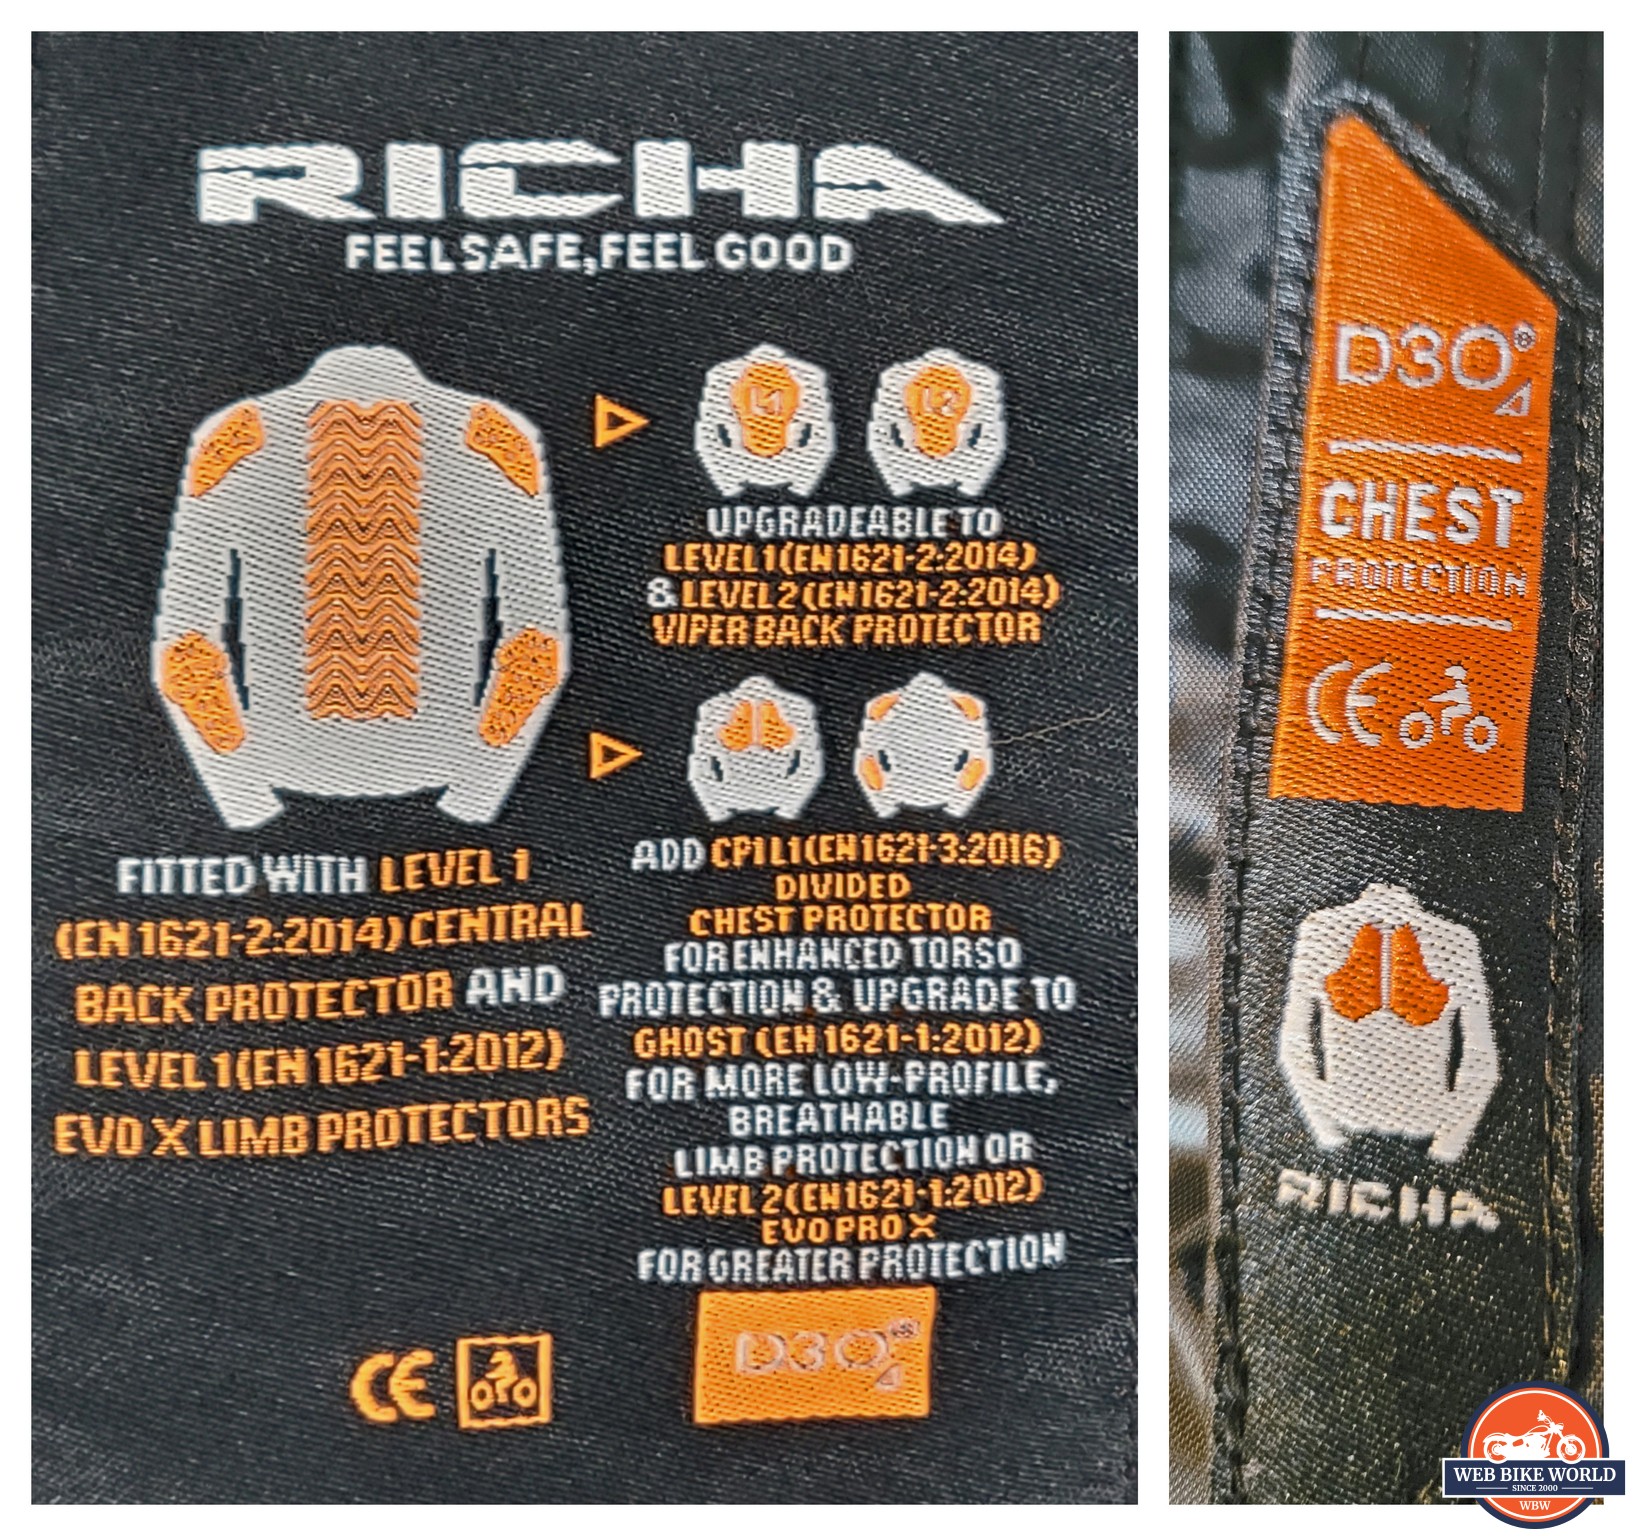 RICHA
FEEL SAFE, FEEL GOOD
L1
L2
UPGRADEABLE TO
LEVEL 1 (EN 1621-2:2014)
& LEVEL 2 (EN 1621-2:2014)
VIPER BACK PROTECTOR
FITTED WITH LEVEL 1
(EN 1621-2:2014) CENTRAL
BACK PROTECTOR AND
LEVEL 1 (EN 1621-1:2012)
EVO X LIMB PROTECTORS
ADD CP1 L1 (EN 1621-3:2016)
DIVIDED
CHEST PROTECTOR
FOR ENHANCED TORSO
PROTECTION & UPGRADE TO
GHOST (EN 1621-1:2012)
FOR MORE LOW-PROFILE,
BREATHABLE
LIMB PROTECTION OR
LEVEL 2 (EN 1621-1:2012)
EVO PRO X
FOR GREATER PROTECTION
CE
D3O
D3O®
CHEST
PROTECTION
CE
RICHA
WEB BIKE WORLD
SINCE 2000
WBW